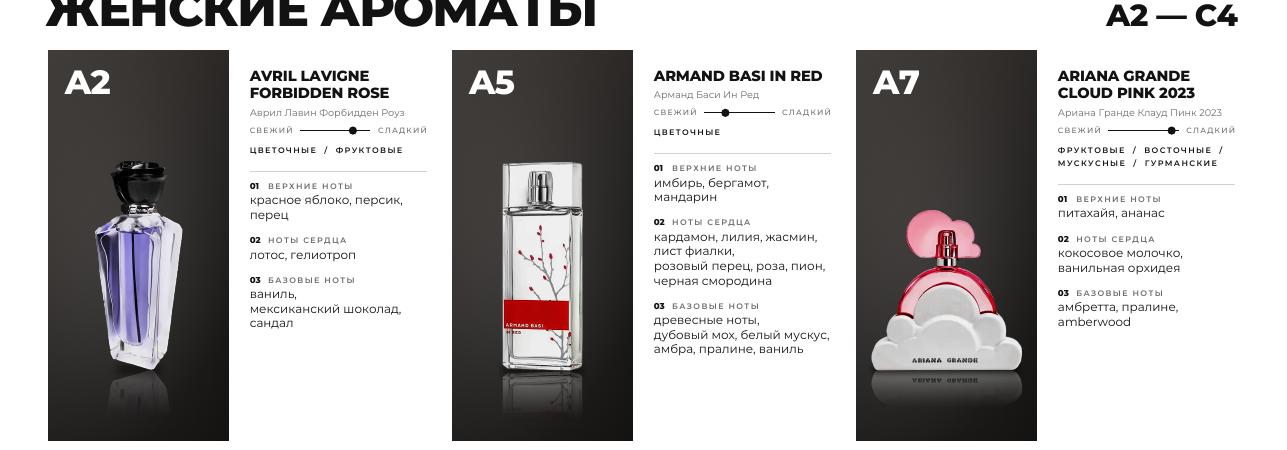 ЖЕНСКИЕ АРОМАТЫ
A2 — C4
A2
AVRIL LAVIGNE
FORBIDDEN ROSE
Аврил Лавин Форбидден Роуз
СВЕЖИЙ СЛАДКИЙ
ЦВЕТОЧНЫЕ / ФРУКТОВЫЕ
01 ВЕРХНИЕ НОТЫ
красное яблоко, персик,
перец
02 НОТЫ СЕРДЦА
лотос, гелиотроп
03 БАЗОВЫЕ НОТЫ
ваниль,
мексиканский шоколад,
сандал
A5
ARMAND BASI
IN RED
ARMAND BASI IN RED
Арманд Баси Ин Ред
СВЕЖИЙ СЛАДКИЙ
ЦВЕТОЧНЫЕ
01 ВЕРХНИЕ НОТЫ
имбирь, бергамот,
мандарин
02 НОТЫ СЕРДЦА
кардамон, лилия, жасмин,
лист фиалки,
розовый перец, роза, пион,
черная смородина
03 БАЗОВЫЕ НОТЫ
древесные ноты,
дубовый мох, белый мускус,
амбра, пралине, ваниль
A7
ARIANA GRANDE
ARIANA GRANDE
CLOUD PINK 2023
Ариана Гранде Клауд Пинк 2023
СВЕЖИЙ СЛАДКИЙ
ФРУКТОВЫЕ / ВОСТОЧНЫЕ /
МУСКУСНЫЕ / ГУРМАНСКИЕ
01 ВЕРХНИЕ НОТЫ
питахайя, ананас
02 НОТЫ СЕРДЦА
кокосовое молочко,
ванильная орхидея
03 БАЗОВЫЕ НОТЫ
амбретта, пралине,
amberwood